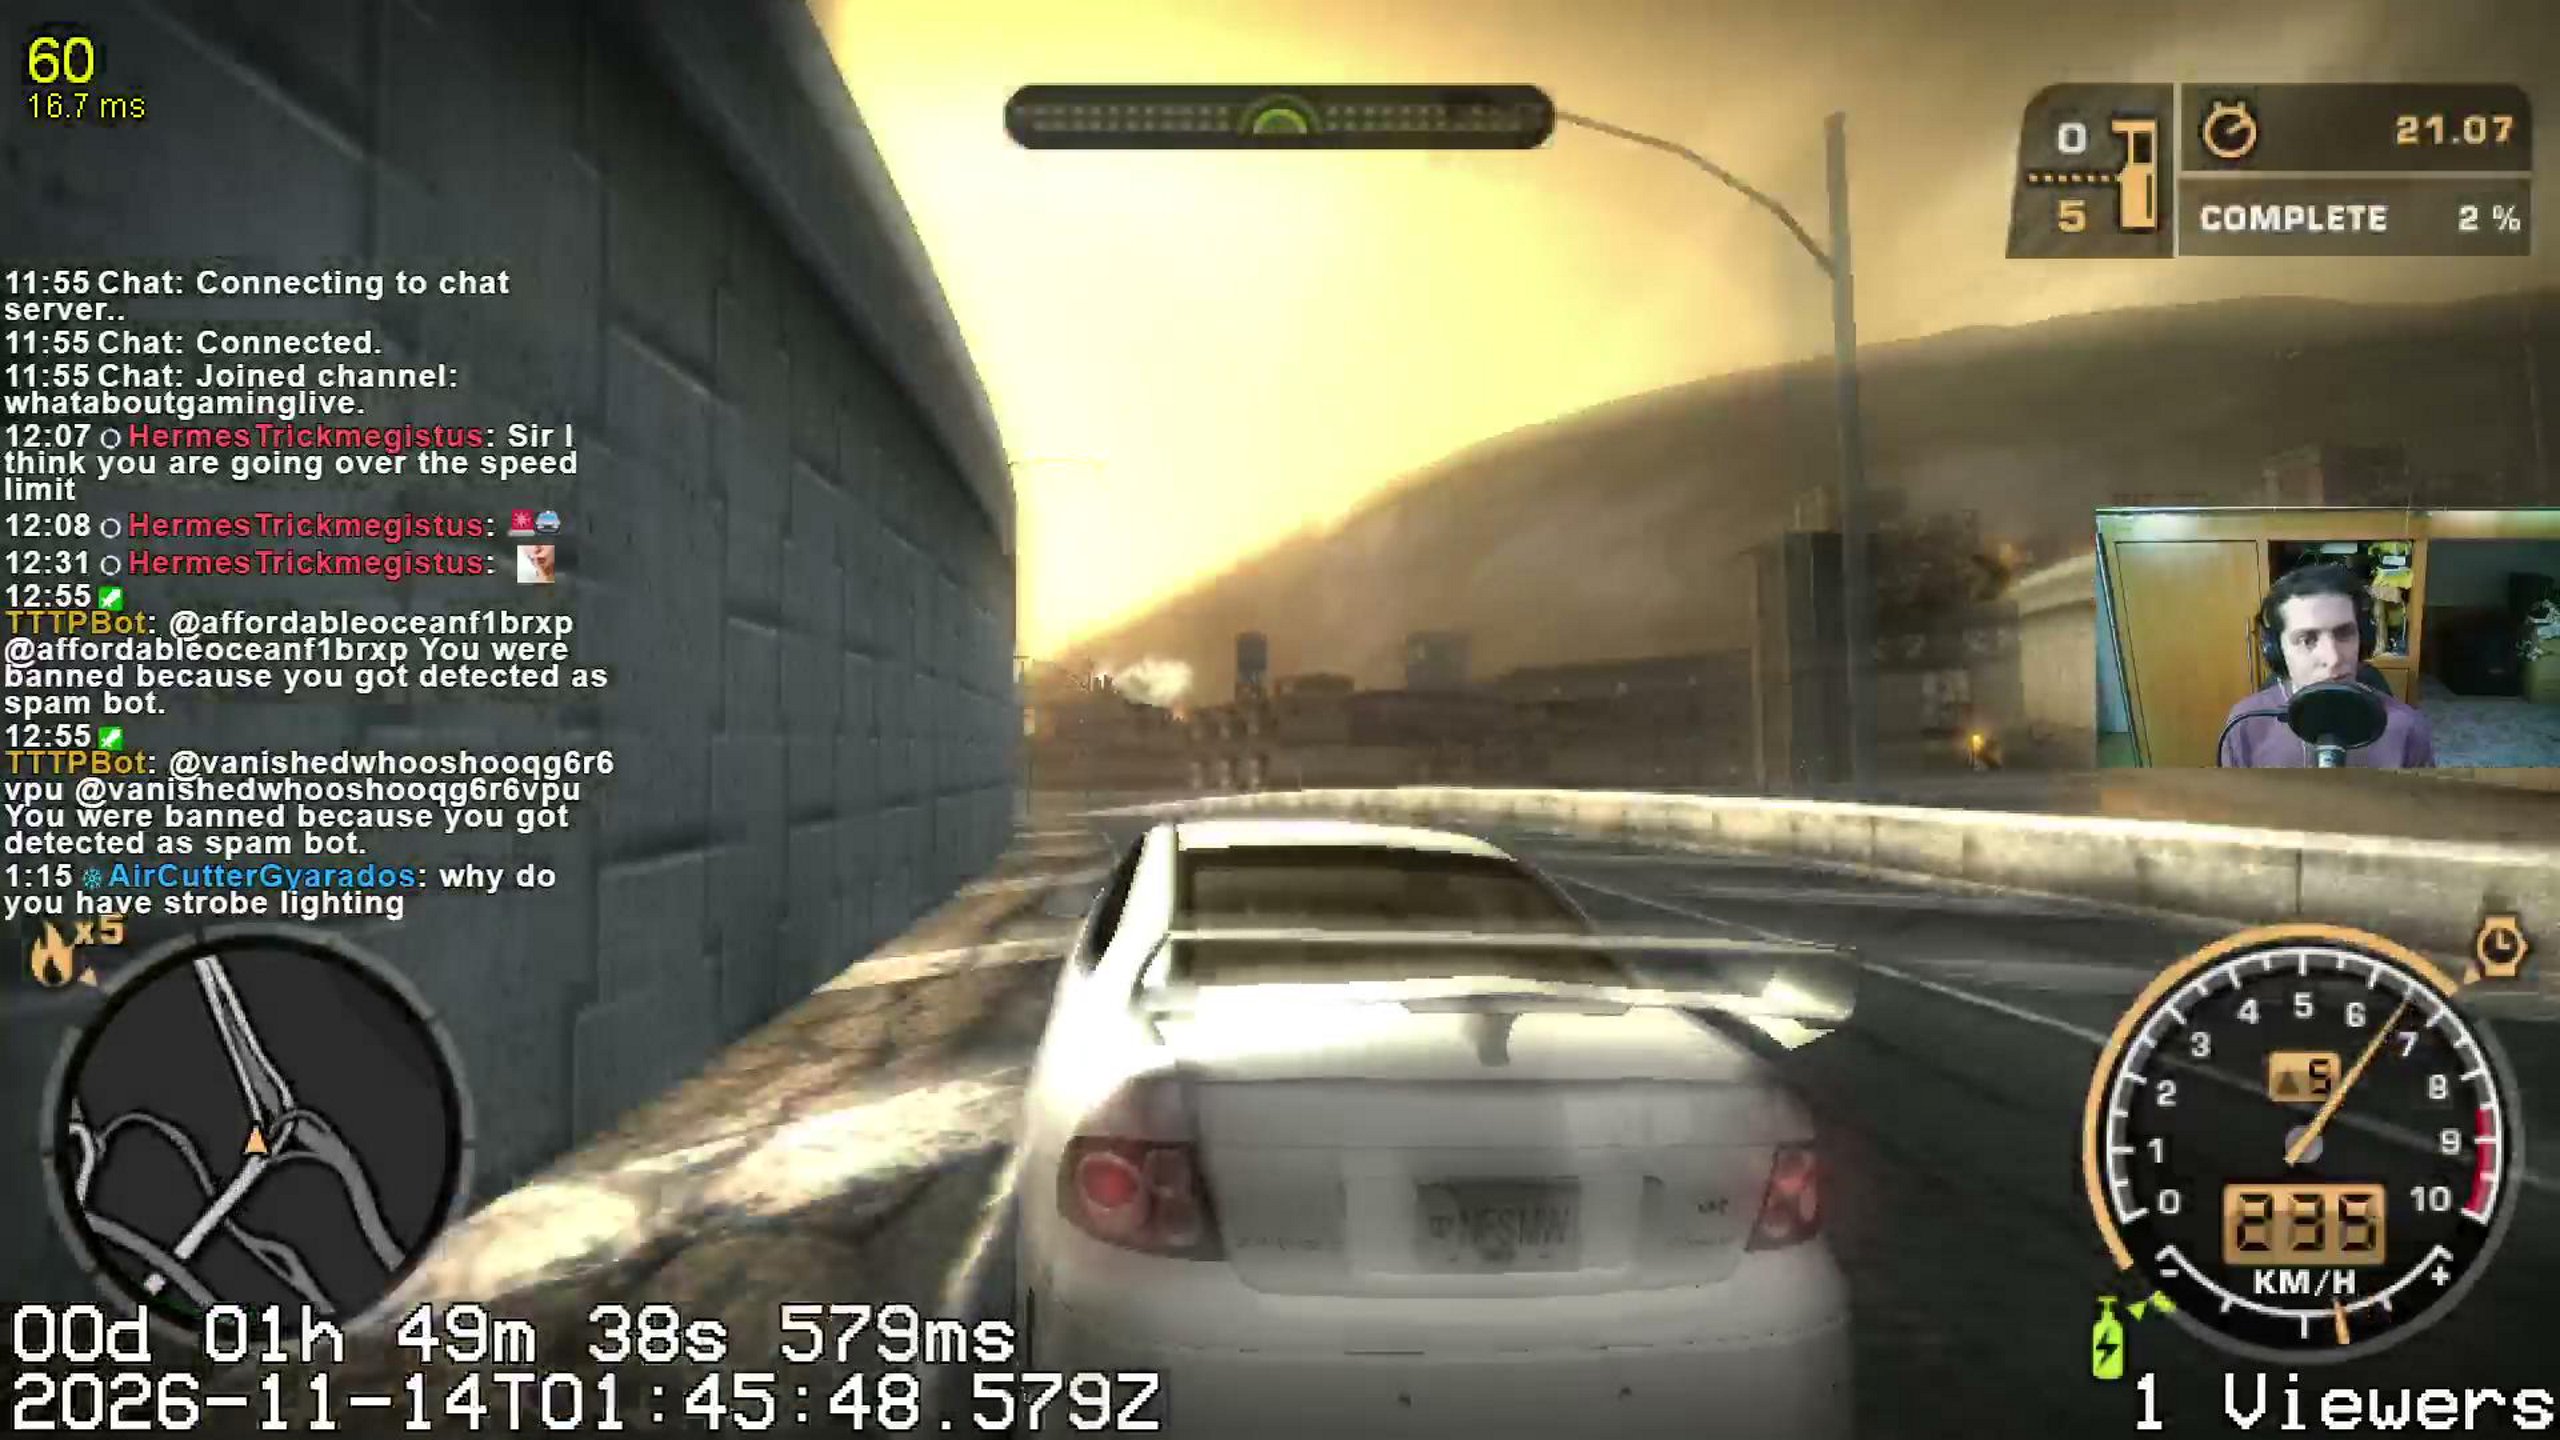 60
16.7 ms
0
5
21.07
COMPLETE 2 %
11:55 Chat: Connecting to chat
server..
11:55 Chat: Connected.
11:55 Chat: Joined channel:
whataboutgaminglive.
12:07 HermesTrickmegistus: Sir I
think you are going over the speed
limit
12:08 HermesTrickmegistus:
12:31 HermesTrickmegistus:
12:55
TTTPBot: @affordableoceanf1brxp
@affordableoceanf1brxp You were
banned because you got detected as
spam bot.
12:55
TTTPBot: @vanishedwhooshooqg6r6
vpu @vanishedwhooshooqg6r6vpu
You were banned because you got
detected as spam bot.
1:15 AirCutterGyarados: why do
you have strobe lighting
x5
0 1 2 3 4 5 6 7 8 9 10
5
235
KM/H
- +
NFSMW
00d 01h 49m 38s 579ms
2026-11-14T01:45:48.579Z
1 Viewers